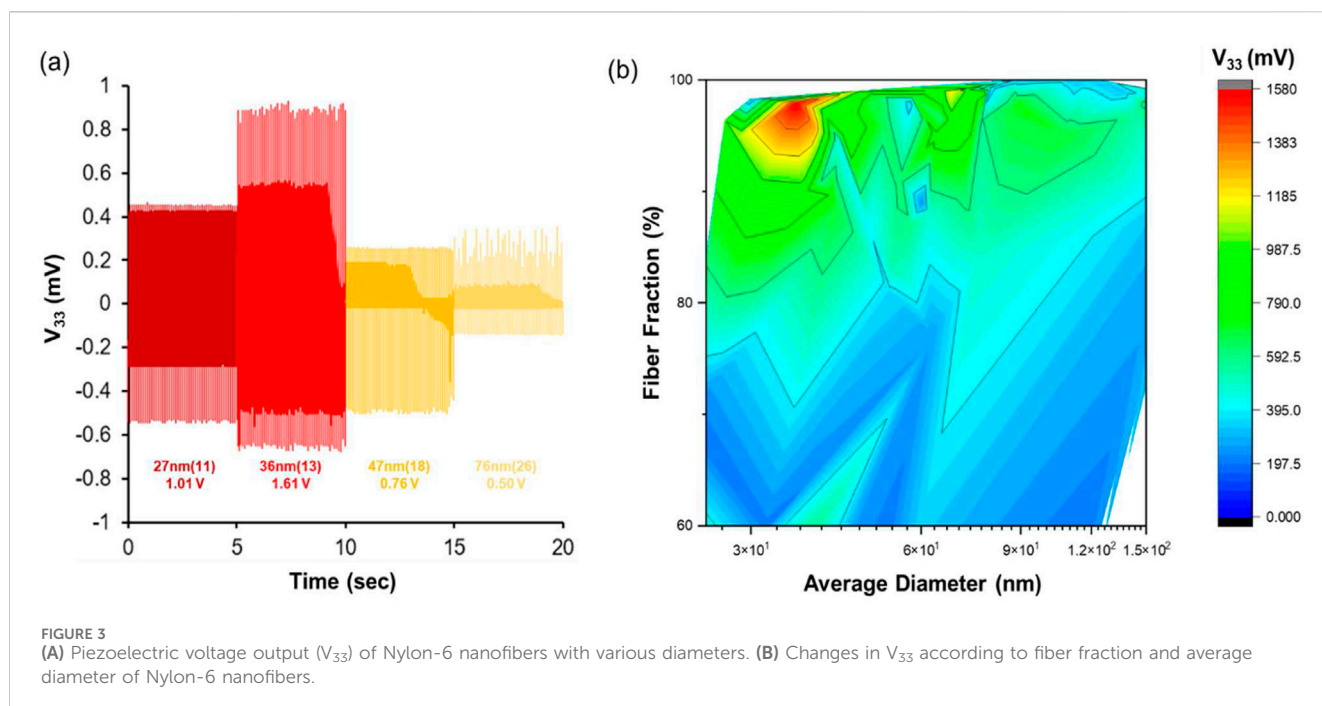 (a)
1
0.8
0.6
0.4
0.2
0
-0.2
-0.4
-0.6
-0.8
-1
V33 (mV)
27nm(11)
1.01 V
36nm(13)
1.61 V
47nm(18)
0.76 V
76nm(26)
0.50 V
0 5 10 15 20
Time (sec)
(b)
100
80
60
Fiber Fraction (%)
3×10¹ 6×10¹ 9×10¹ 1.2×10² 1.5×10²
Average Diameter (nm)
V33 (mV)
1580
1383
1185
987.5
790.0
592.5
395.0
197.5
0.000
FIGURE 3
(A) Piezoelectric voltage output (V33) of Nylon-6 nanofibers with various diameters. (B) Changes in V33 according to fiber fraction and average
diameter of Nylon-6 nanofibers.